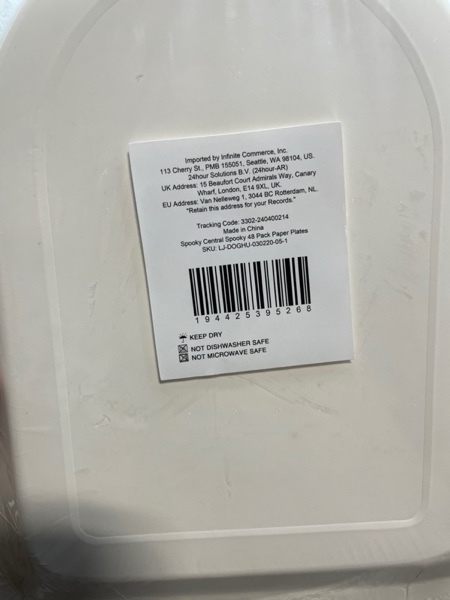 Imported by Infinite Commerce, Inc.
113 Cherry St., PMB 155051, Seattle, WA 98104, US.
24hour Solutions B.V. (24hour-AR)
UK Address: 15 Beaufort Court Admirals Way, Canary
Wharf, London, E14 9XL, UK.
EU Address: Van Nelleweg 1, 3044 BC Rotterdam, NL.
"Retain this address for your Records."
Tracking Code: 3302-240400214
Made in China
Spooky Central Spooky 48 Pack Paper Plates
SKU: LJ-DOGHU-030220-05-1
194425395268
KEEP DRY
NOT DISHWASHER SAFE
NOT MICROWAVE SAFE